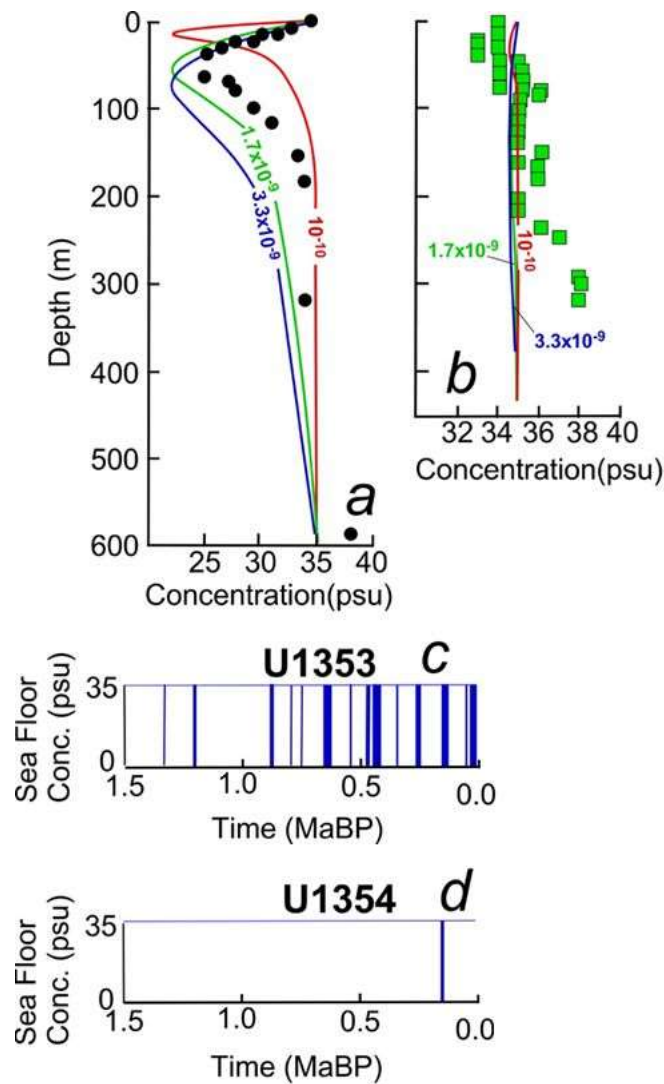 0
100
200
300
400
500
600
Depth (m)
1.7x10-9
3.3x10-9
10-10
a
25 30 35 40
Concentration(psu)
1.7x10-9
10-10
3.3x10-9
b
32 34 36 38 40
Concentration(psu)
U1353 c
Sea Floor
Conc. (psu)
35
0
1.5 1.0 0.5 0.0
Time (MaBP)
U1354 d
Sea Floor
Conc. (psu)
35
0
1.5 1.0 0.5 0.0
Time (MaBP)